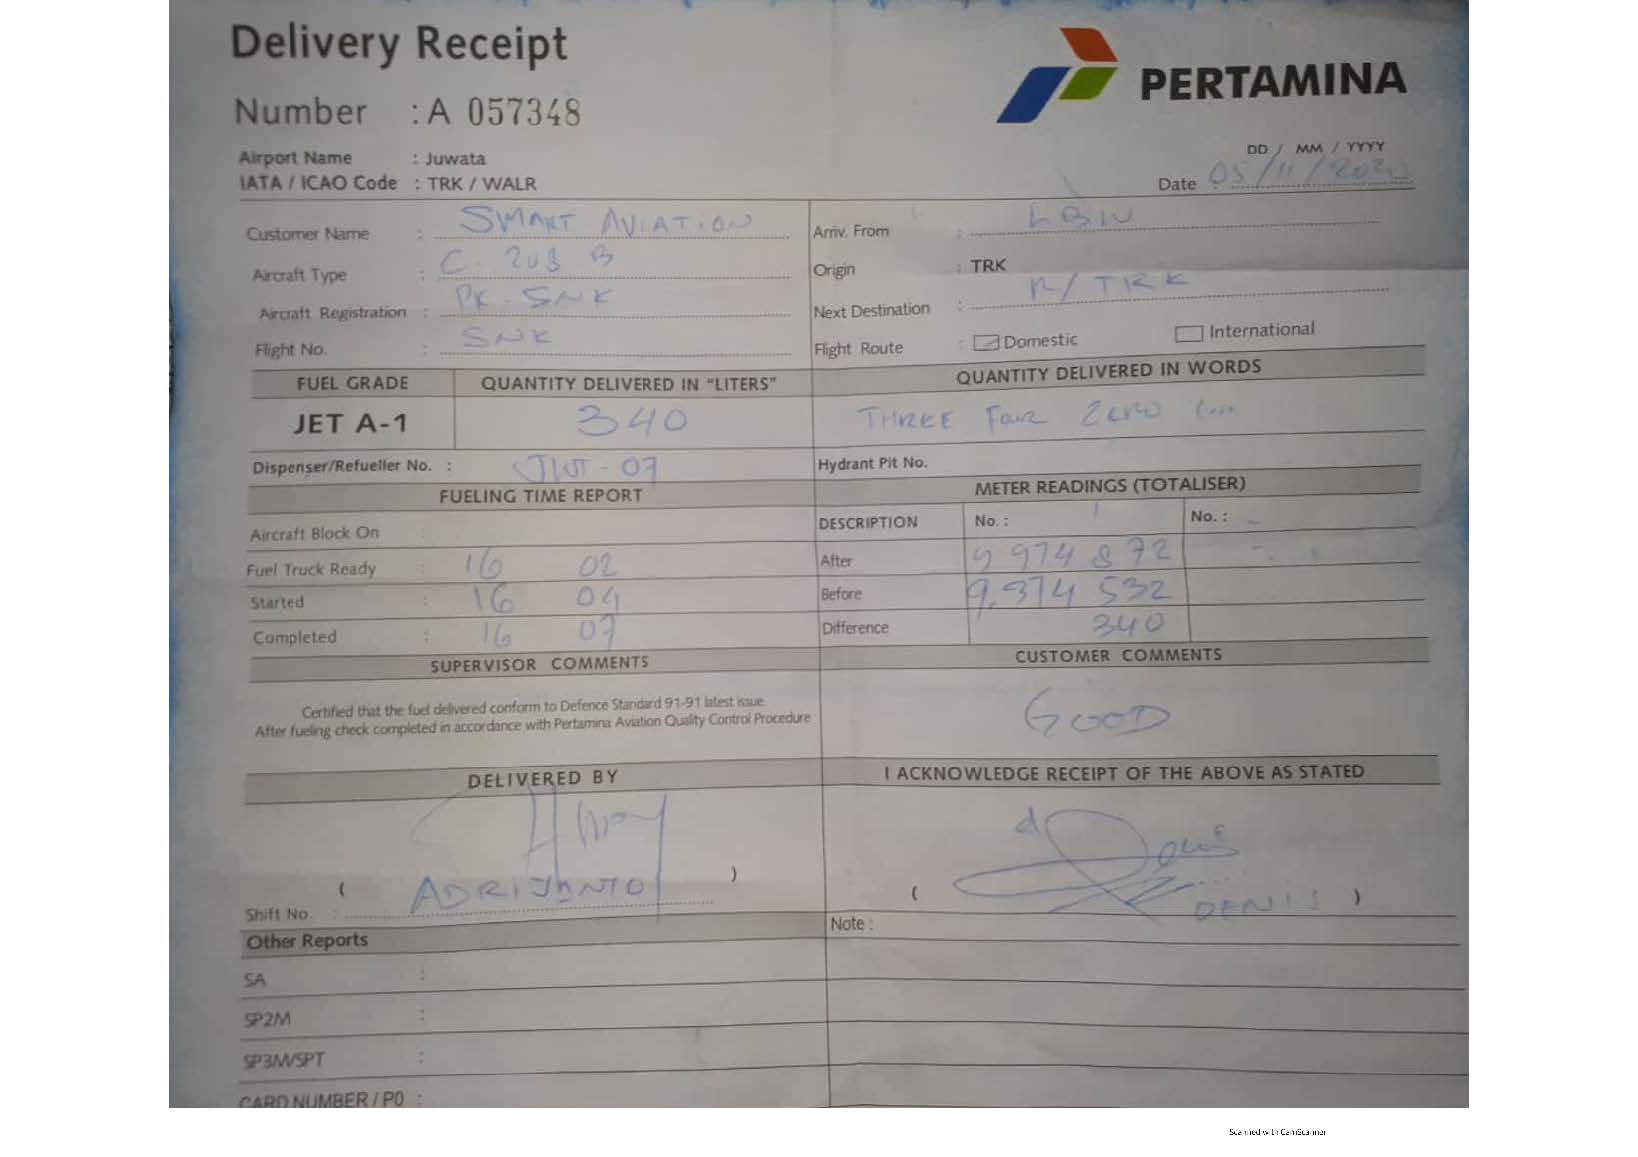 Delivery Receipt
PERTAMINA
Number : A 057348
Airport Name : Juwata
IATA / ICAO Code : TRK / WALR
DD / MM / YYYY
Date 05/11/2020
Customer Name : SMART AVIATION
Arriv. From : LBW
Aircraft Type : C. 208 B
Origin : TRK
Aircraft Registration : PK-SNK
Next Destination : R/TRK
Flight No. : SNK
Flight Route : Domestic International
FUEL GRADE QUANTITY DELIVERED IN "LITERS" QUANTITY DELIVERED IN WORDS
JET A-1 340 THREE Four ZERO
Dispenser/Refueller No. : JWT-07
Hydrant Pit No.
FUELING TIME REPORT
METER READINGS (TOTALISER)
Aircraft Block On :
DESCRIPTION No. : No. :
Fuel Truck Ready : 16 02
After 9 974 872
Started : 16 04
Before 9.974 532
Completed : 16 07
Difference 340
SUPERVISOR COMMENTS
CUSTOMER COMMENTS
Certified that the fuel delivered conform to Defence Standard 91-91 latest issue.
After fueling check completed in accordance with Pertamina Aviation Quality Control Procedure
GOOD
DELIVERED BY
I ACKNOWLEDGE RECEIPT OF THE ABOVE AS STATED
( ADRIJANTO )
( DENIS )
Shift No. :
Note :
Other Reports
SA :
SP2M :
SP3M/SPT :
CARD NUMBER / PO :
Scanned with CamScanner